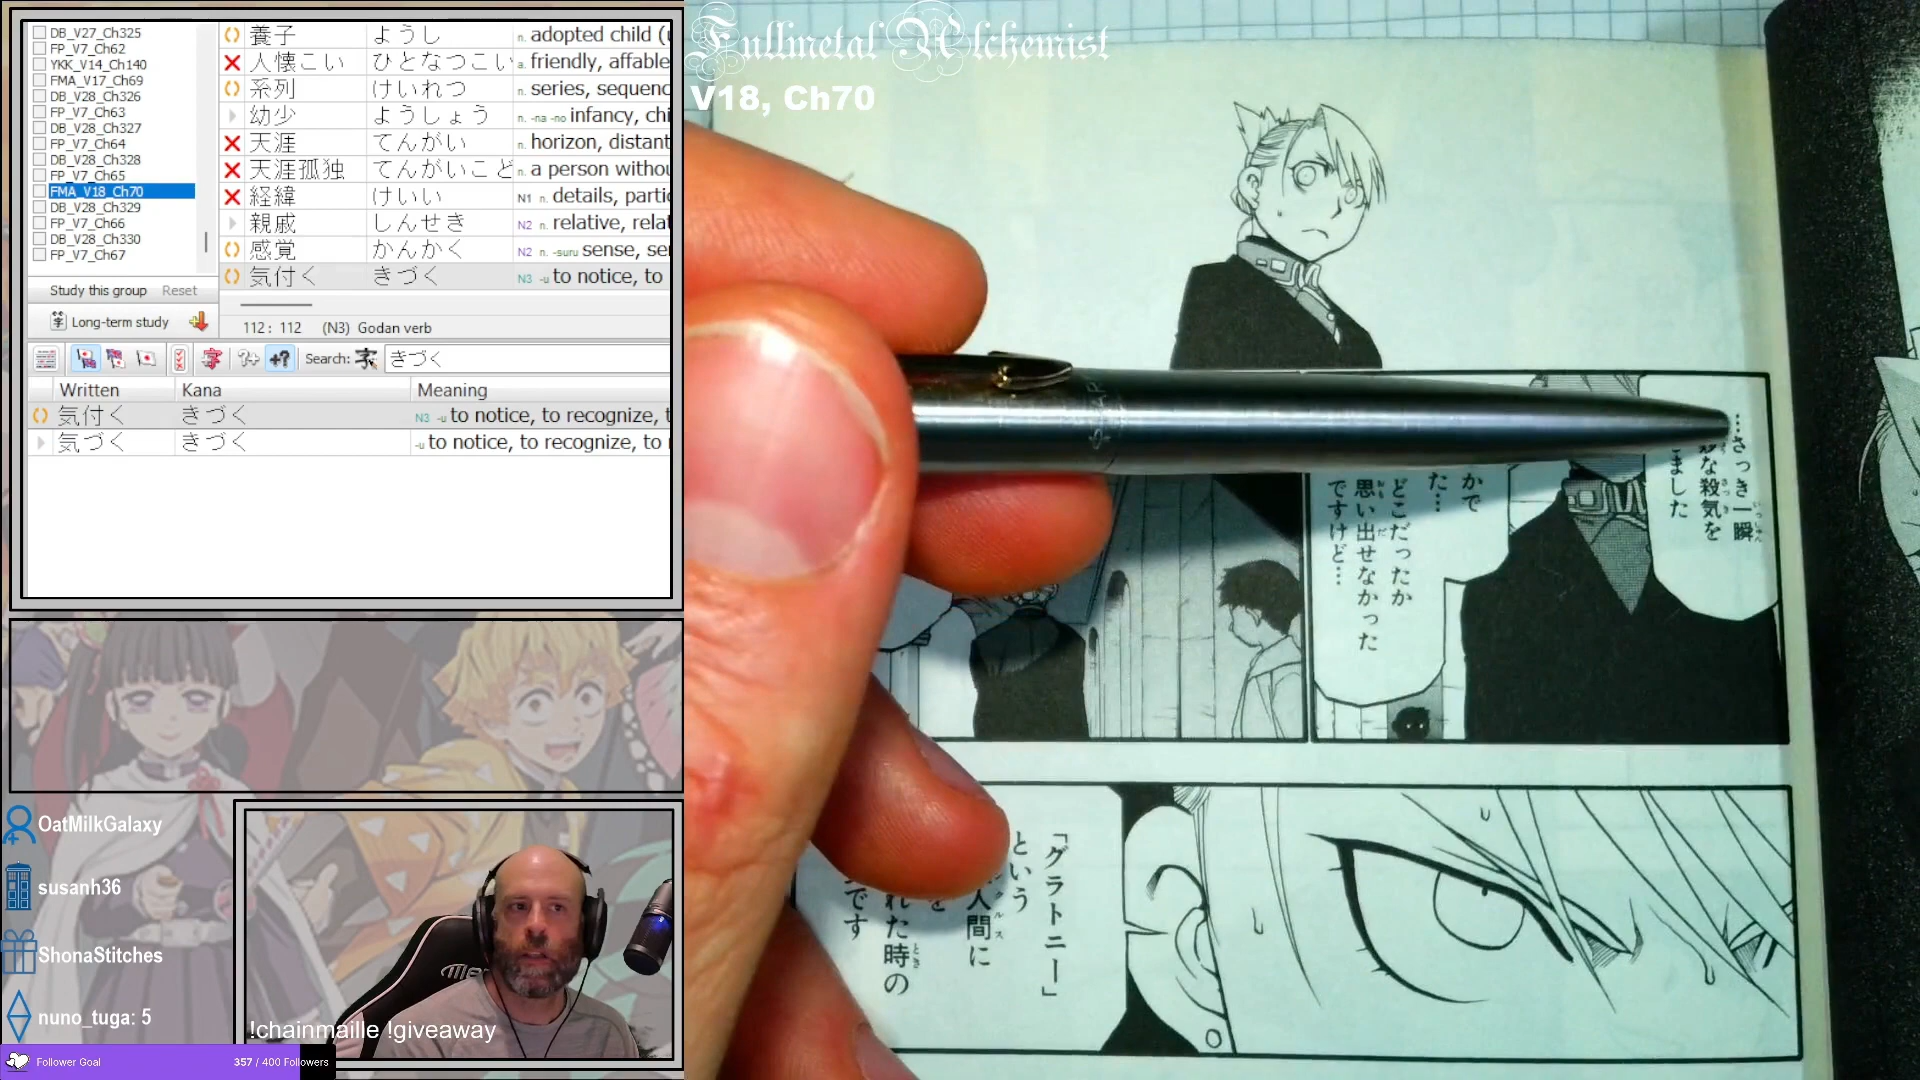 DB_V27_Ch325
FP_V7_Ch62
YKK_V14_Ch140
FMA_V17_Ch69
DB_V28_Ch326
FP_V7_Ch63
DB_V28_Ch327
FP_V7_Ch64
DB_V28_Ch328
FP_V7_Ch65
FMA_V18_Ch70
DB_V28_Ch329
FP_V7_Ch66
DB_V28_Ch330
FP_V7_Ch67
Study this group Reset
Long-term study
養子 ようし n. adopted child
人懐こい ひとなつこい a. friendly, affable
系列 けいれつ n. series, sequenc
幼少 ようしょう n. -na -no infancy, chi
天涯 てんがい n. horizon, distant
天涯孤独 てんがいこど n. a person withou
経緯 けいい N1 n. details, partic
親戚 しんせき N2 n. relative, relat
感覚 かんかく N2 n. -suru sense, se
気付く きづく N3 -u to notice, to
112: 112 (N3) Godan verb
Search: きづく
Written Kana Meaning
気付く きづく N3 -u to notice, to recognize, t
気づく きづく -u to notice, to recognize, to
OatMilkGalaxy
susanh36
ShonaStitches
nuno_tuga: 5
!chainmaille !giveaway
Follower Goal 357 / 400 Followers
Fullmetal Alchemist
V18, Ch70
…さっき一瞬
な殺気を
ました
かで
た…
どこだったか
思い出せなかった
ですけど…
「グラトニー」
という
人間に
れた時の
です